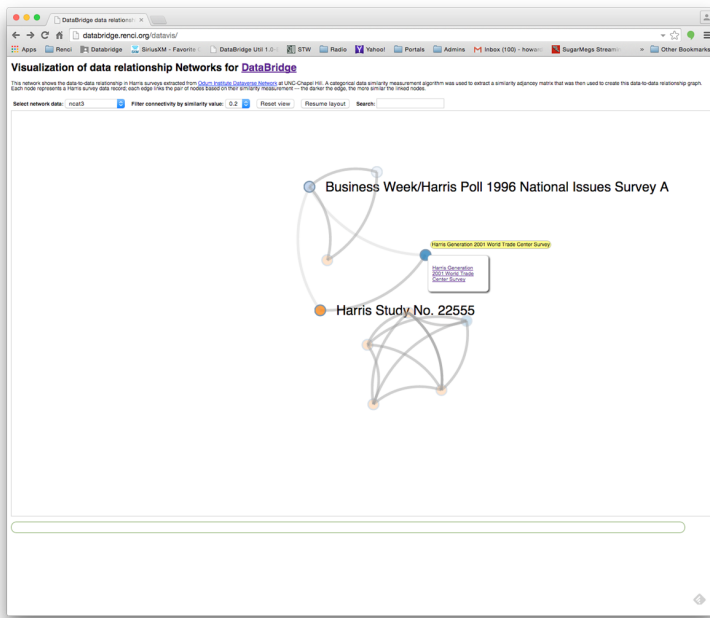 DataBridge data relationsh
databridge.renci.org/datavis/
Apps Renci Databridge SiriusXM - Favorite DataBridge Util 1.0- STW Radio Yahoo! Portals Admins Inbox (100) - howard SugarMegs Streami » Other Bookmarks
Visualization of data relationship Networks for DataBridge
This network shows the data-to-data relationship in Harris surveys extracted from Odum Institute Dataverse Network at UNC-Chapel Hill. A categorical data similarity measurement algorithm was used to extract a similarity adjancey matrix that was then used to create this data-to-data relationship graph.
Each node represents a Harris survey data record; each edge links the pair of nodes based on their similarity measurement — the darker the edge, the more similar the linked nodes.
Select network data: ncat3 Filter connectivity by similarity value: 0.2 Reset view Resume layout Search:
Business Week/Harris Poll 1996 National Issues Survey A
Harris Generation 2001 World Trade Center Survey
Harris Generation
2001 World Trade
Center Survey
Harris Study No. 22555